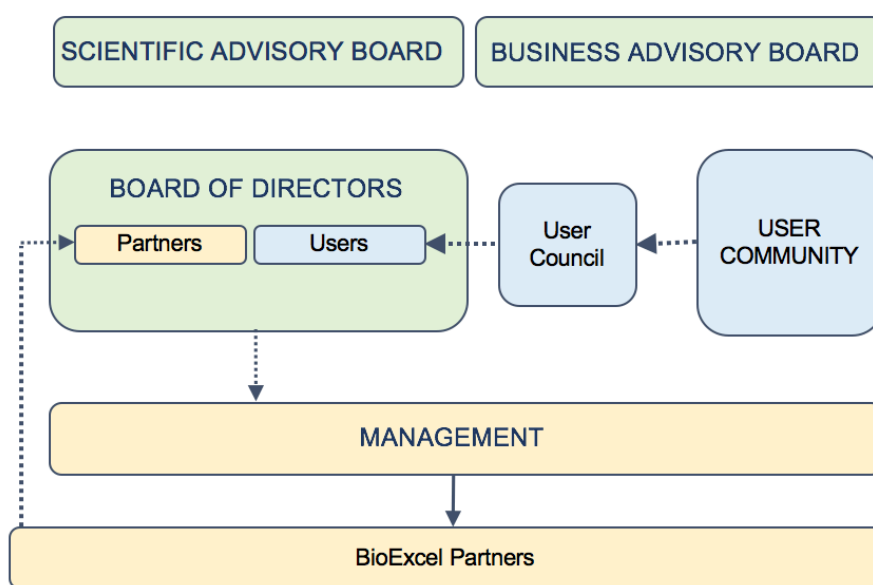 SCIENTIFIC ADVISORY BOARD
BUSINESS ADVISORY BOARD
BOARD OF DIRECTORS
Partners
Users
User
Council
USER
COMMUNITY
MANAGEMENT
BioExcel Partners